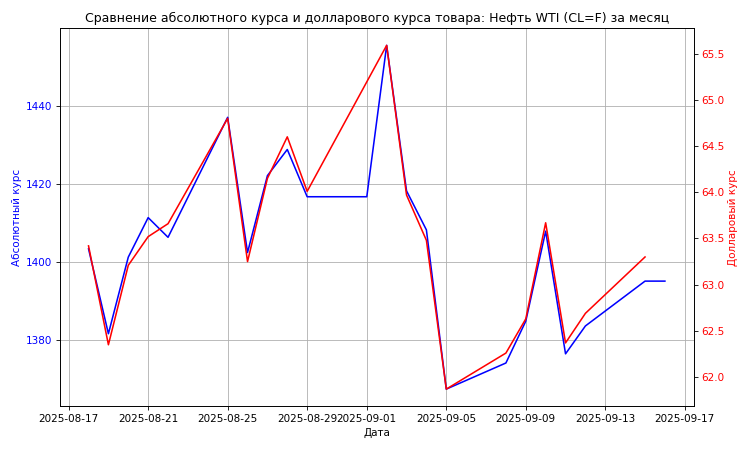 Сравнение абсолютного курса и долларового курса товара: Нефть WTI (CL=F) за месяц
Абсолютный курс
1440
1420
1400
1380
65.5
65.0
64.5
64.0
63.5
63.0
62.5
62.0
Долларовый курс
2025-08-17 2025-08-21 2025-08-25 2025-08-29 2025-09-01 2025-09-05 2025-09-09 2025-09-13 2025-09-17
Дата